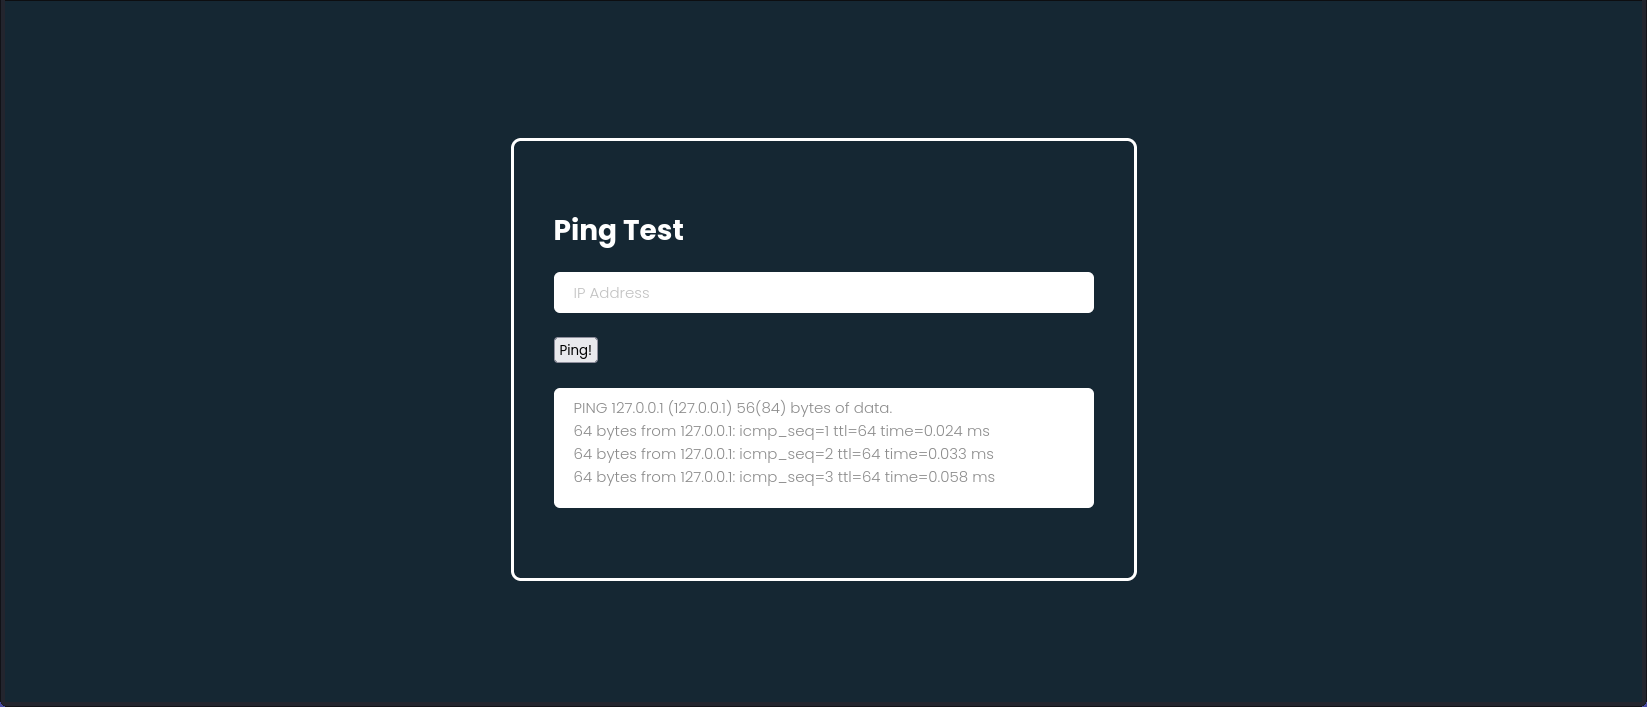 Ping Test
IP Address
Ping!
PING 127.0.0.1 (127.0.0.1) 56(84) bytes of data.
64 bytes from 127.0.0.1: icmp_seq=1 ttl=64 time=0.024 ms
64 bytes from 127.0.0.1: icmp_seq=2 ttl=64 time=0.033 ms
64 bytes from 127.0.0.1: icmp_seq=3 ttl=64 time=0.058 ms